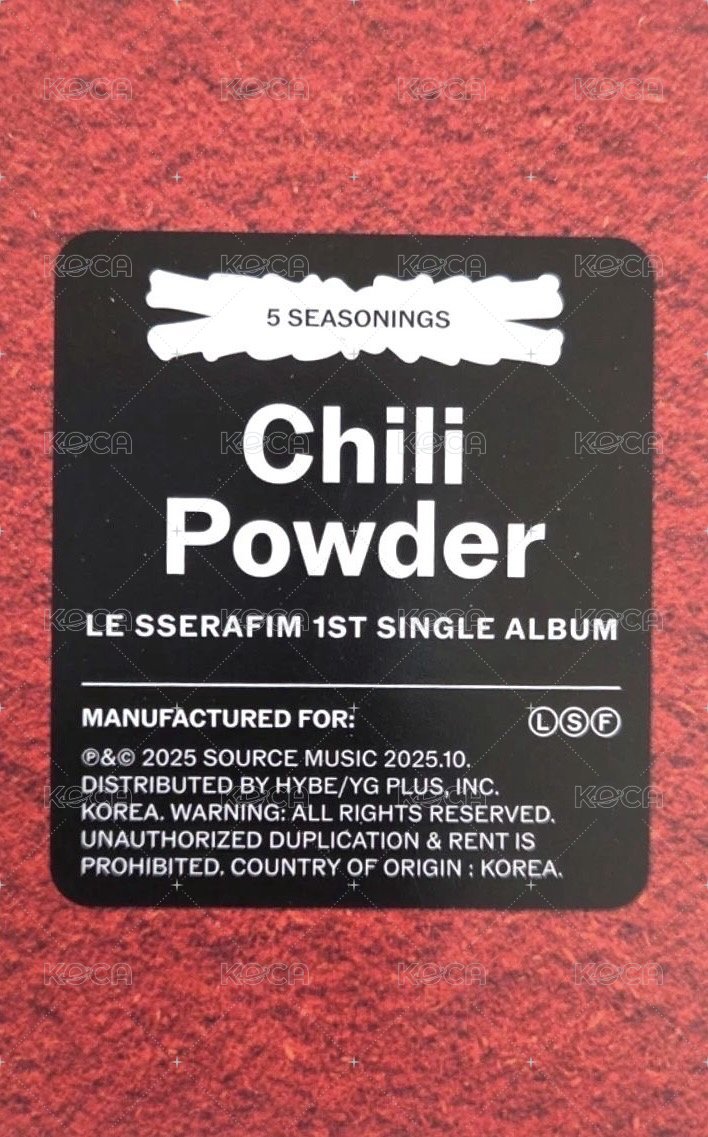 5 SEASONINGS
Chili
Powder
LE SSERAFIM 1ST SINGLE ALBUM
MANUFACTURED FOR:
Ⓛ Ⓢ Ⓕ
℗&© 2025 SOURCE MUSIC 2025.10.
DISTRIBUTED BY HYBE/YG PLUS, INC.
KOREA. WARNING: ALL RIGHTS RESERVED.
UNAUTHORIZED DUPLICATION & RENT IS
PROHIBITED. COUNTRY OF ORIGIN : KOREA.
KOCA